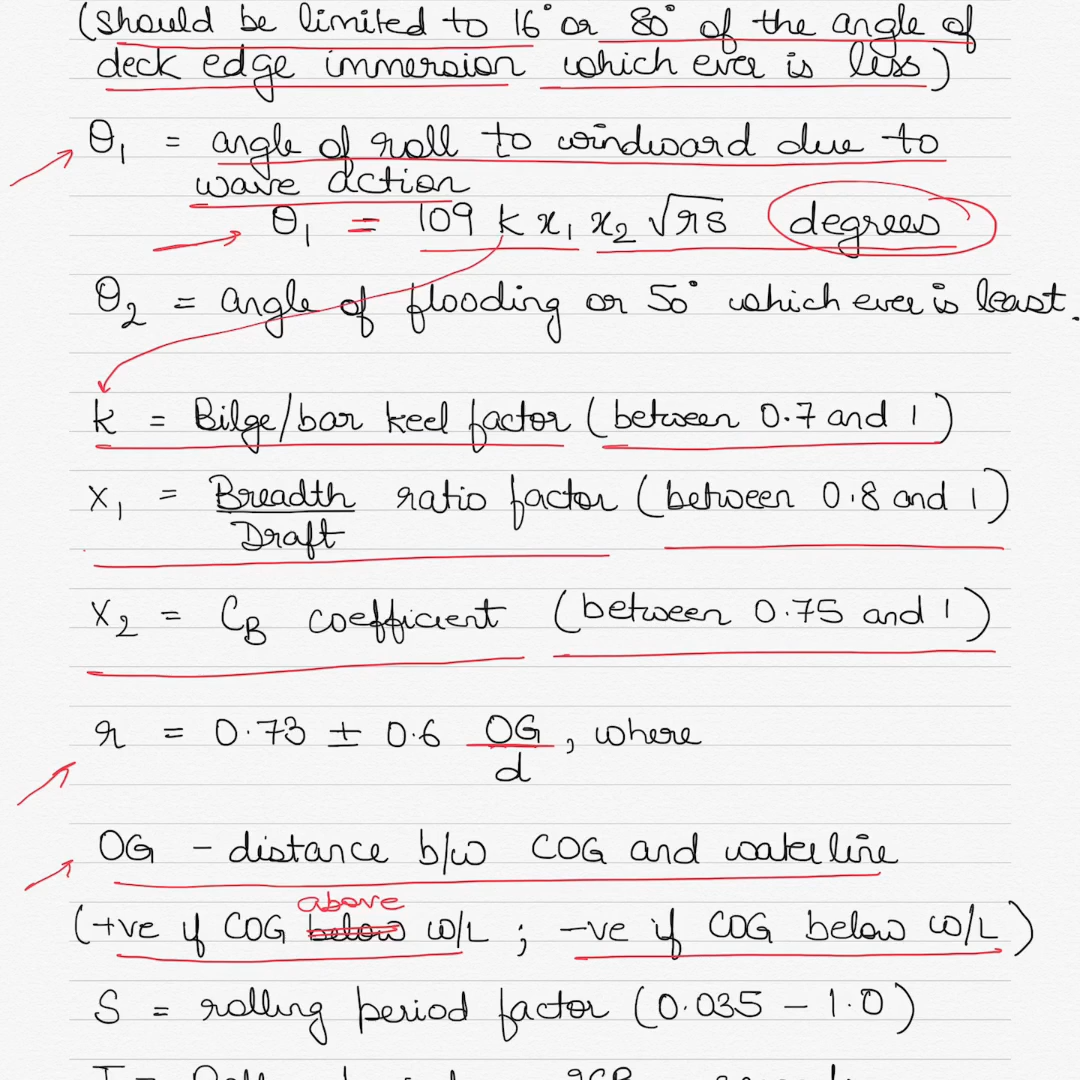 (should be limited to 16° or 80° of the angle of
deck edge immersion which ever is less)
θ₁ = angle of roll to windward due to
wave action
θ₁ = 109 k x₁ x₂ √rs degrees
θ₂ = angle of flooding or 50° which ever is least.
k = Bilge/bar keel factor (between 0.7 and 1)
X₁ = Breadth/Draft ratio factor (between 0.8 and 1)
X₂ = C_B coefficient (between 0.75 and 1)
r = 0.73 ± 0.6 OG/d, where
OG - distance b/w COG and waterline
above
(+ve if COG below w/L ; -ve if COG below w/L)
S = rolling period factor (0.035 - 1.0)